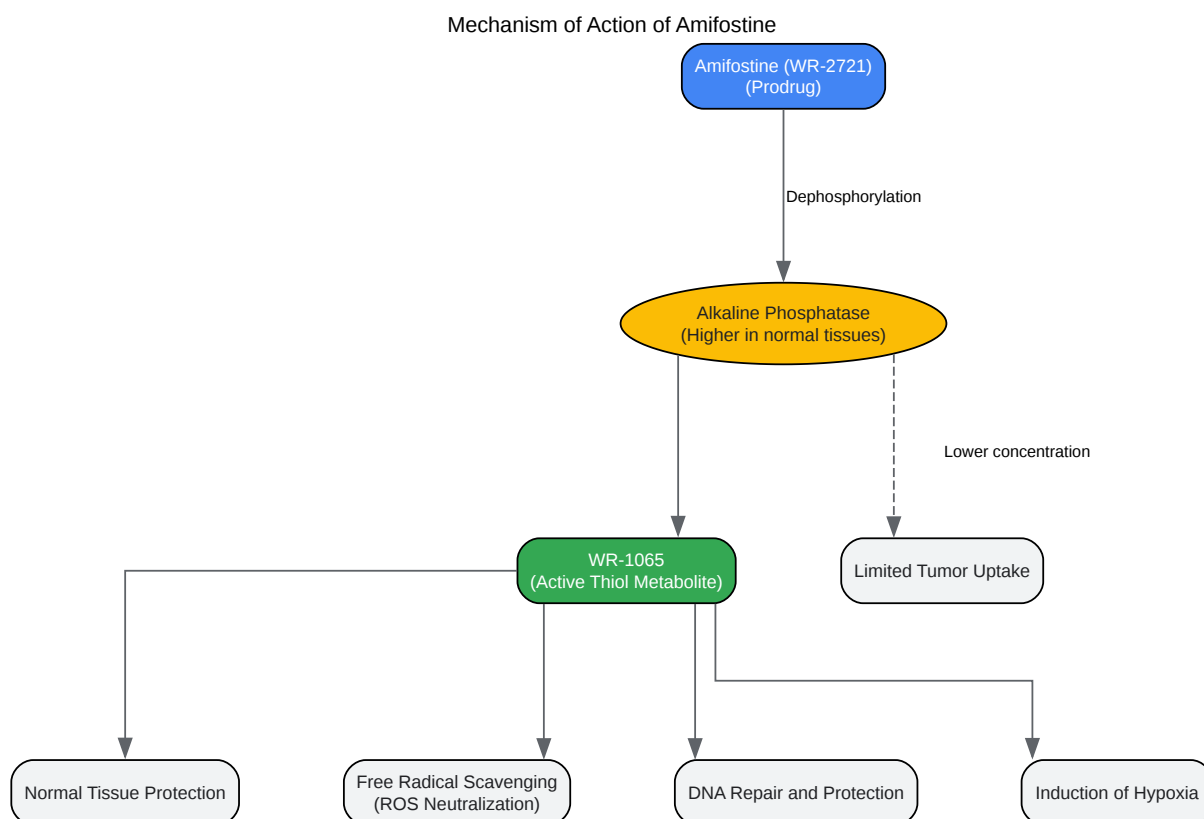 Mechanism of Action of Amifostine
Amifostine (WR-2721)
(Prodrug)
Dephosphorylation
Alkaline Phosphatase
(Higher in normal tissues)
Lower concentration
WR-1065
(Active Thiol Metabolite)
Limited Tumor Uptake
Normal Tissue Protection
Free Radical Scavenging
(ROS Neutralization)
DNA Repair and Protection
Induction of Hypoxia